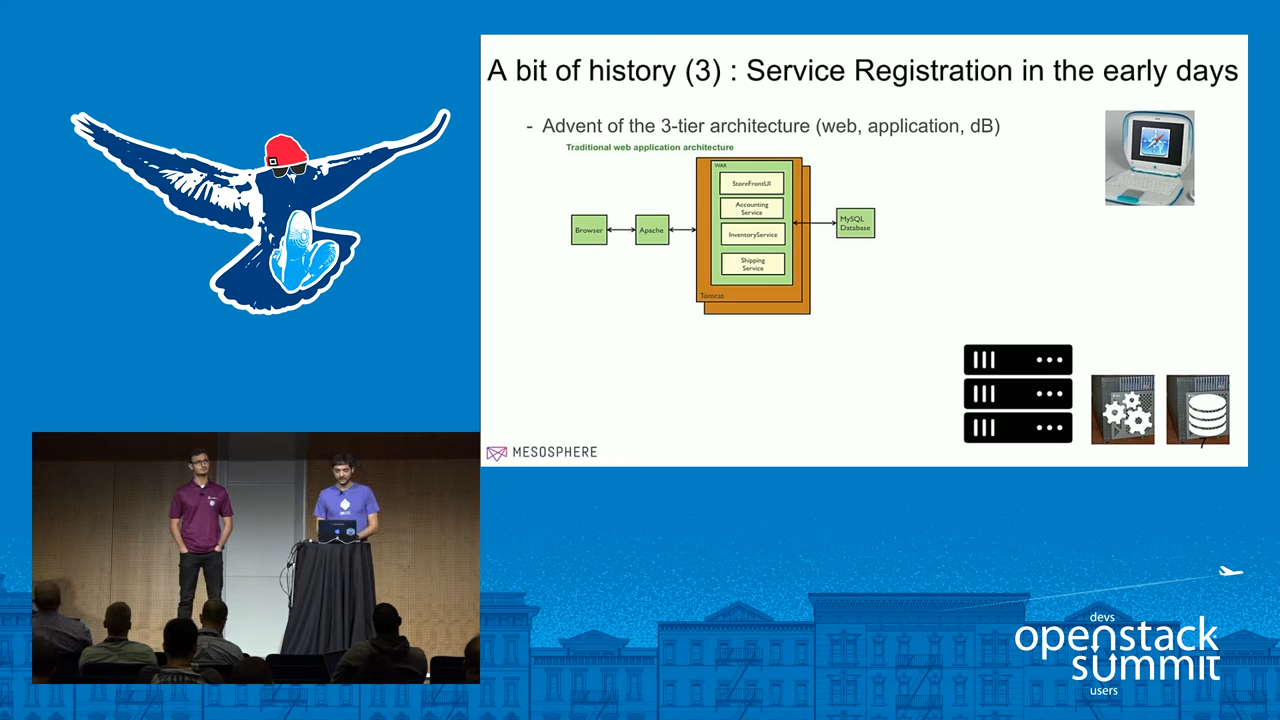 A bit of history (3) : Service Registration in the early days
- Advent of the 3-tier architecture (web, application, dB)
Traditional web application architecture
WAR
StoreFrontUI
Accounting
Service
InventoryService
Shipping
Service
Browser
Apache
MySQL
Database
Tomcat
MESOSPHERE
devs
openstack
summit
users